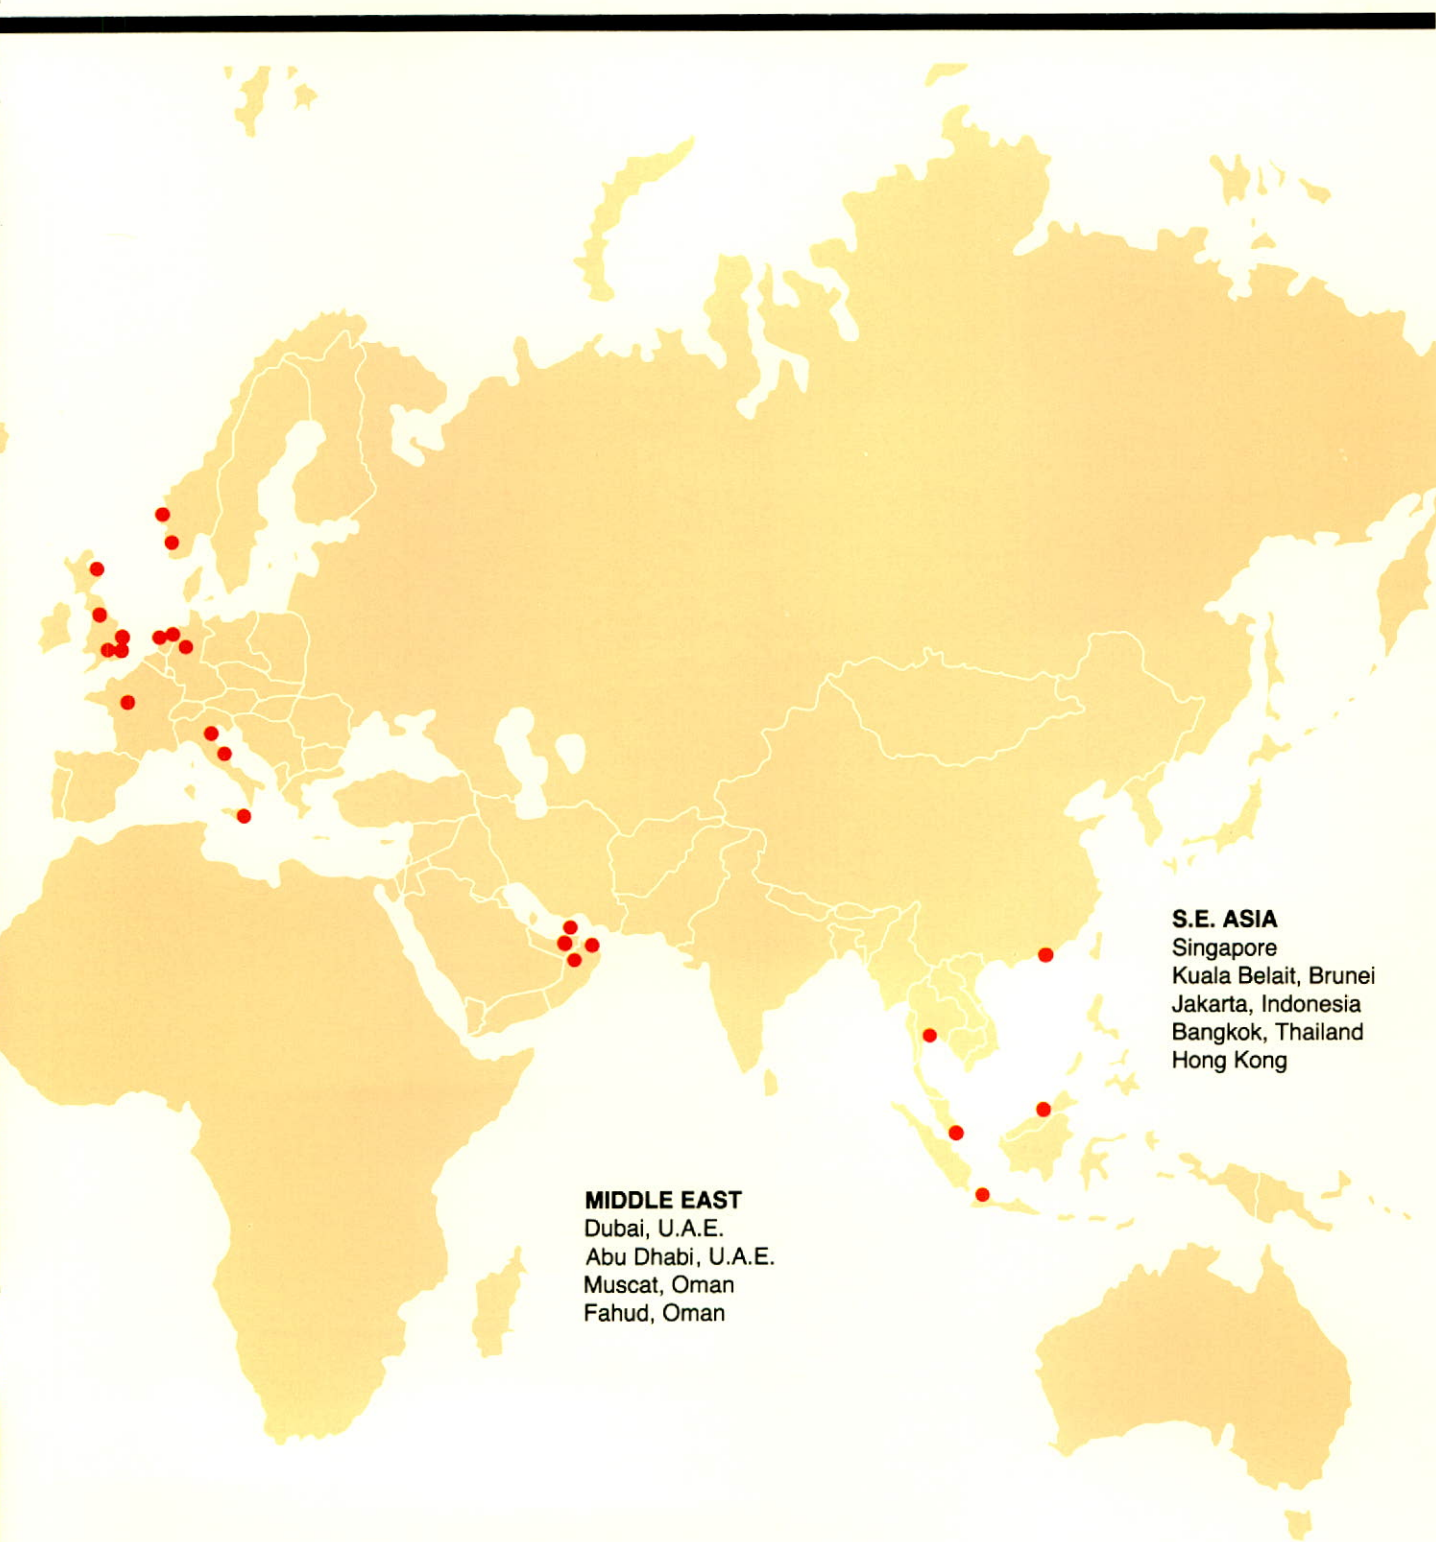 S.E. ASIA
Singapore
Kuala Belait, Brunei
Jakarta, Indonesia
Bangkok, Thailand
Hong Kong
MIDDLE EAST
Dubai, U.A.E.
Abu Dhabi, U.A.E.
Muscat, Oman
Fahud, Oman